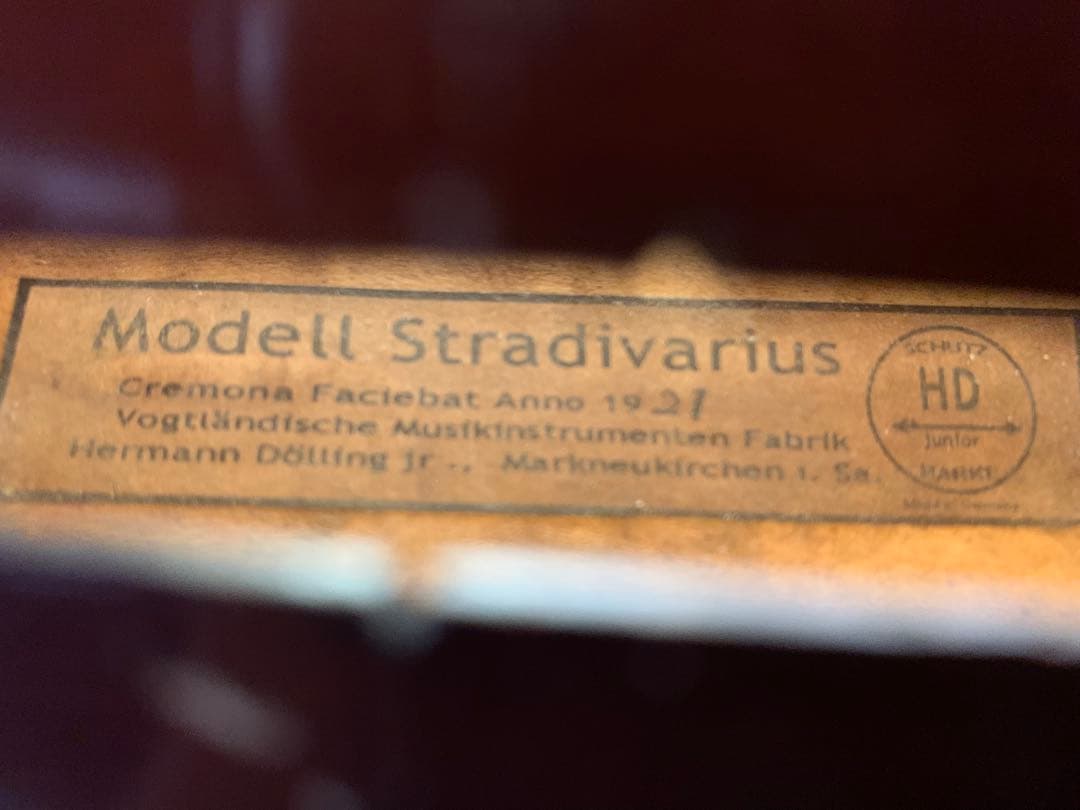 Modell Stradivarius
Cremona Faciebat Anno 1921
Vogtländische Musikinstrumenten Fabrik
Hermann Dölling jr., Markneukirchen i. Sa.
SCHUTZ
HD
Junior
MARKE